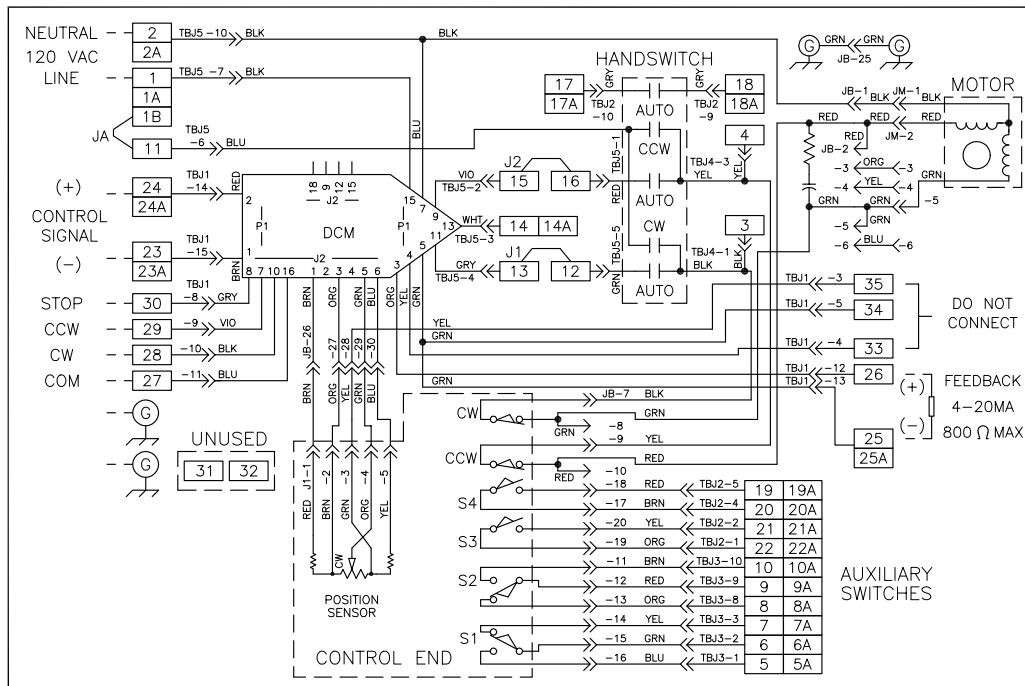 NEUTRAL
120 VAC
LINE
2
2A
1
1A
1B
11
JA
TBJ5 -10
BLK
TBJ5 -7
BLK
TBJ5
-6
BLU
BLK
BLU
(+)
24
24A
TBJ1
-14
RED
CONTROL
SIGNAL
(-)
23
23A
TBJ1
-15
BRN
STOP
30
TBJ1
-8
GRY
CCW
29
-9
VIO
CW
28
-10
BLK
COM
27
-11
BLU
G
G
UNUSED
31
32
18
9
12
15
J2
2
P1
DCM
P1
1
J2
15
7
9
13
11
5
4
3
8
7
10
16
1
2
3
4
5
6
BRN
ORG
GRN
BLU
ORG
YEL
GRN
JB-26
-27
-28
-29
-30
BRN
ORG
YEL
GRN
BLU
J1-1
-2
-3
-4
-5
RED
BRN
GRN
ORG
YEL
CW
POSITION
SENSOR
CONTROL END
VIO
TBJ5-2
J2
15
16
WHT
TBJ5-3
14
14A
GRY
TBJ5-4
J1
13
12
HANDSWITCH
17
17A
GRY
TBJ2
-10
AUTO
CCW
AUTO
CW
AUTO
GRY
TBJ2
-9
18
18A
TBJ5-1
RED
TBJ5-5
GRN
TBJ4-3
YEL
4
YEL
TBJ4-1
BLK
3
BLK
G
GRN
GRN
JB-25
G
MOTOR
JB-1
BLK
JM-1
BLK
RED
RED
JM-2
RED
RED
JB-2
-3
ORG
-3
-4
YEL
-4
GRN
GRN
GRN
-5
-5
GRN
-6
BLU
-6
YEL
GRN
GRN
TBJ1
-3
35
TBJ1
-5
34
TBJ1
-4
33
TBJ1
-12
26
TBJ1
-13
25
25A
DO NOT
CONNECT
(+)
(-)
FEEDBACK
4-20MA
800 Ω MAX
CW
JB-7
BLK
GRN
GRN
-8
CCW
-9
YEL
RED
RED
-10
S4
-18
RED
TBJ2-5
19
19A
-17
BRN
TBJ2-4
20
20A
S3
-20
YEL
TBJ2-2
21
21A
-19
ORG
TBJ2-1
22
22A
S2
-11
BRN
TBJ3-10
10
10A
-12
RED
TBJ3-9
9
9A
-13
ORG
TBJ3-8
8
8A
S1
-14
YEL
TBJ3-3
7
7A
-15
GRN
TBJ3-2
6
6A
-16
BLU
TBJ3-1
5
5A
AUXILIARY
SWITCHES